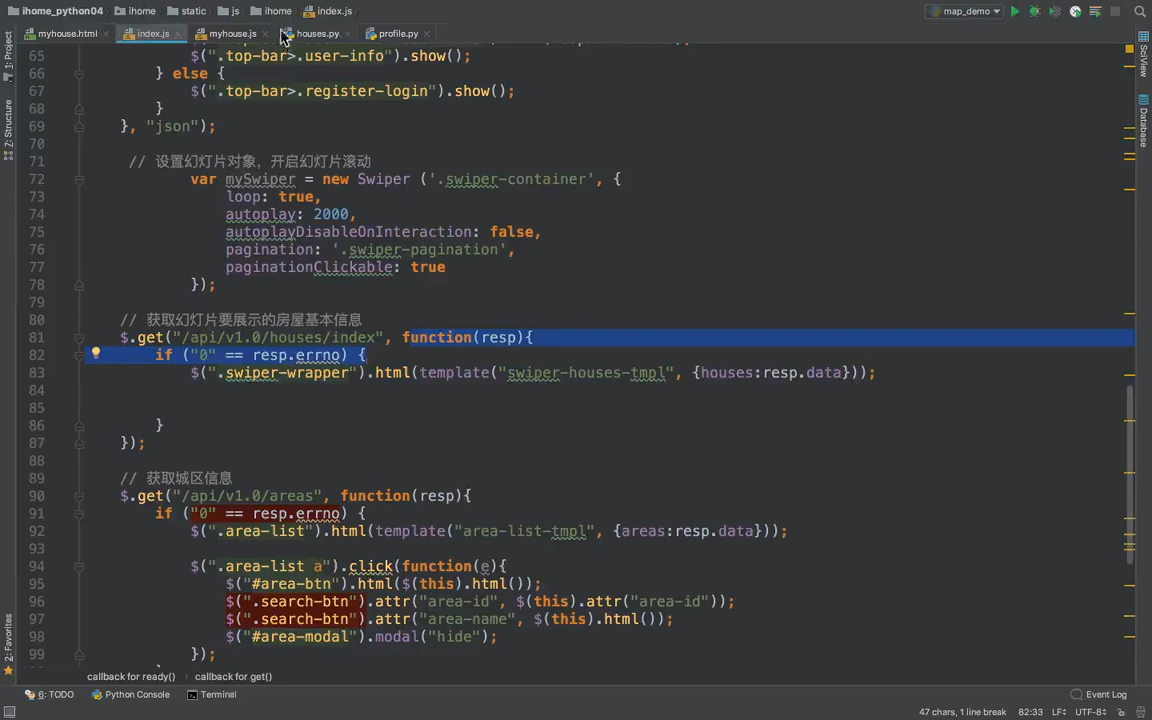 ihome_python04 ihome static js ihome index.js map_demo
myhouse.html index.js myhouse.js houses.py profile.py
65 $(".top-bar>.user-info").show();
66 } else {
67 $(".top-bar>.register-login").show();
68 }
69 }, "json");
70
71 // 设置幻灯片对象，开启幻灯片滚动
72 var mySwiper = new Swiper ('.swiper-container', {
73 loop: true,
74 autoplay: 2000,
75 autoplayDisableOnInteraction: false,
76 pagination: '.swiper-pagination',
77 paginationClickable: true
78 });
79
80 // 获取幻灯片要展示的房屋基本信息
81 $.get("/api/v1.0/houses/index", function(resp){
82 if ("0" == resp.errno) {
83 $(".swiper-wrapper").html(template("swiper-houses-tmpl", {houses:resp.data}));
84
85
86 }
87 });
88
89 // 获取城区信息
90 $.get("/api/v1.0/areas", function(resp){
91 if ("0" == resp.errno) {
92 $(".area-list").html(template("area-list-tmpl", {areas:resp.data}));
93
94 $(".area-list a").click(function(e){
95 $("#area-btn").html($(this).html());
96 $(".search-btn").attr("area-id", $(this).attr("area-id"));
97 $(".search-btn").attr("area-name", $(this).html());
98 $("#area-modal").modal("hide");
99 });
callback for ready() callback for get()
6: TODO Python Console Terminal Event Log
47 chars, 1 line break 82:33 LF÷ UTF-8÷
1: Project
7: Structure
2: Favorites
SciView
Database